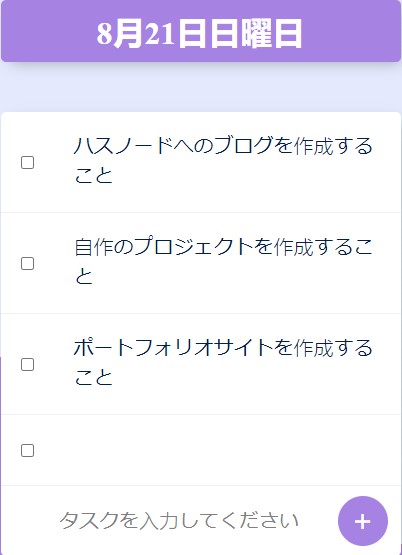 8月21日日曜日
ハスノードへのブログを作成する
こと
自作のプロジェクトを作成するこ
と
ポートフォリオサイトを作成する
こと
タスクを入力してください
+